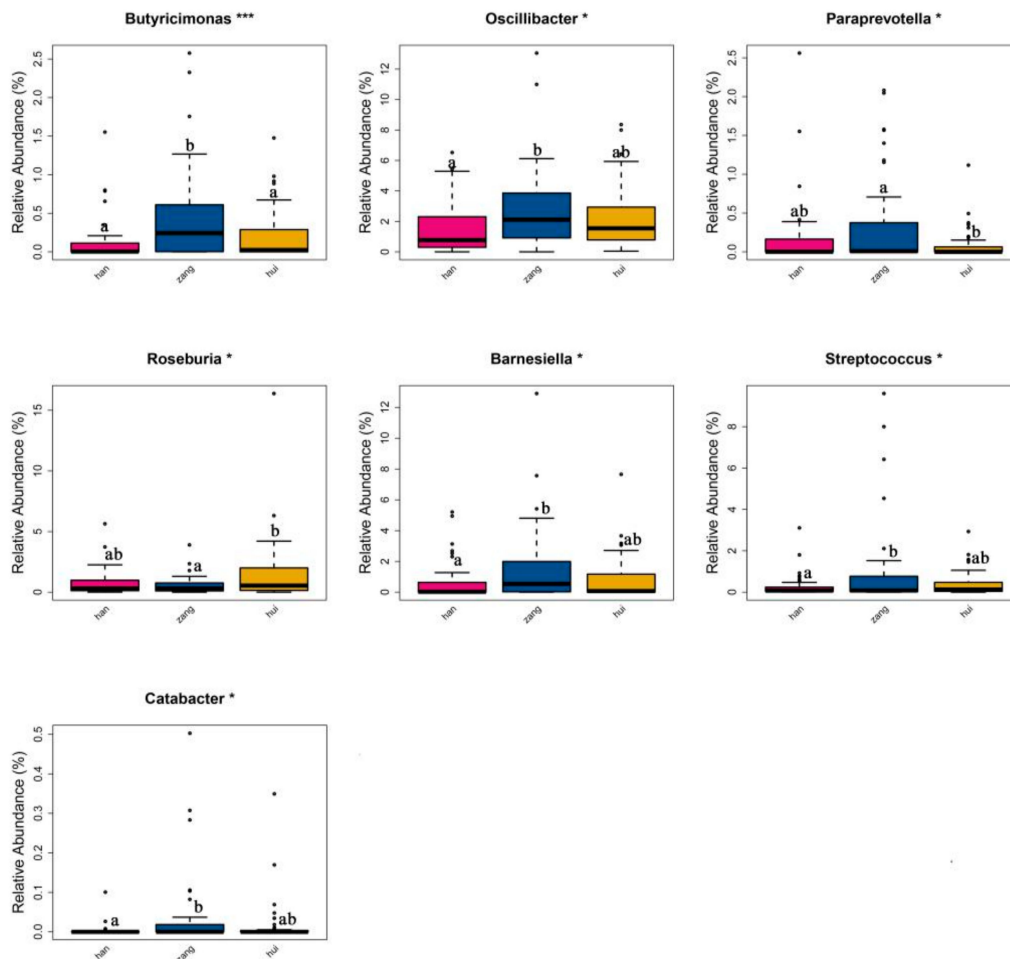 Butyricimonas ***
Relative Abundance (%)
0.0 0.5 1.0 1.5 2.0 2.5
a
b
a
han zang hui
Oscillibacter *
Relative Abundance (%)
0 2 4 6 8 12
a
b
ab
han zang hui
Paraprevotella *
Relative Abundance (%)
0.0 0.5 1.0 1.5 2.0 2.5
ab
a
b
han zang hui
Roseburia *
Relative Abundance (%)
0 5 10 15
ab
a
b
han zang hui
Barnesiella *
Relative Abundance (%)
0 2 4 6 8 12
a
b
ab
han zang hui
Streptococcus *
Relative Abundance (%)
0 2 4 6 8
a
b
ab
han zang hui
Catabacter *
Relative Abundance (%)
0.0 0.1 0.2 0.3 0.4 0.5
a
b
ab
han zang hui